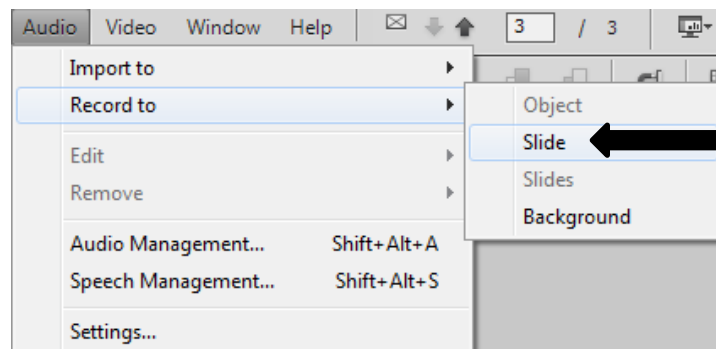 Audio Video Window Help 3 / 3
Import to
Record to
Object
Edit
Slide
Remove
Slides
Background
Audio Management... Shift+Alt+A
Speech Management... Shift+Alt+S
Settings...